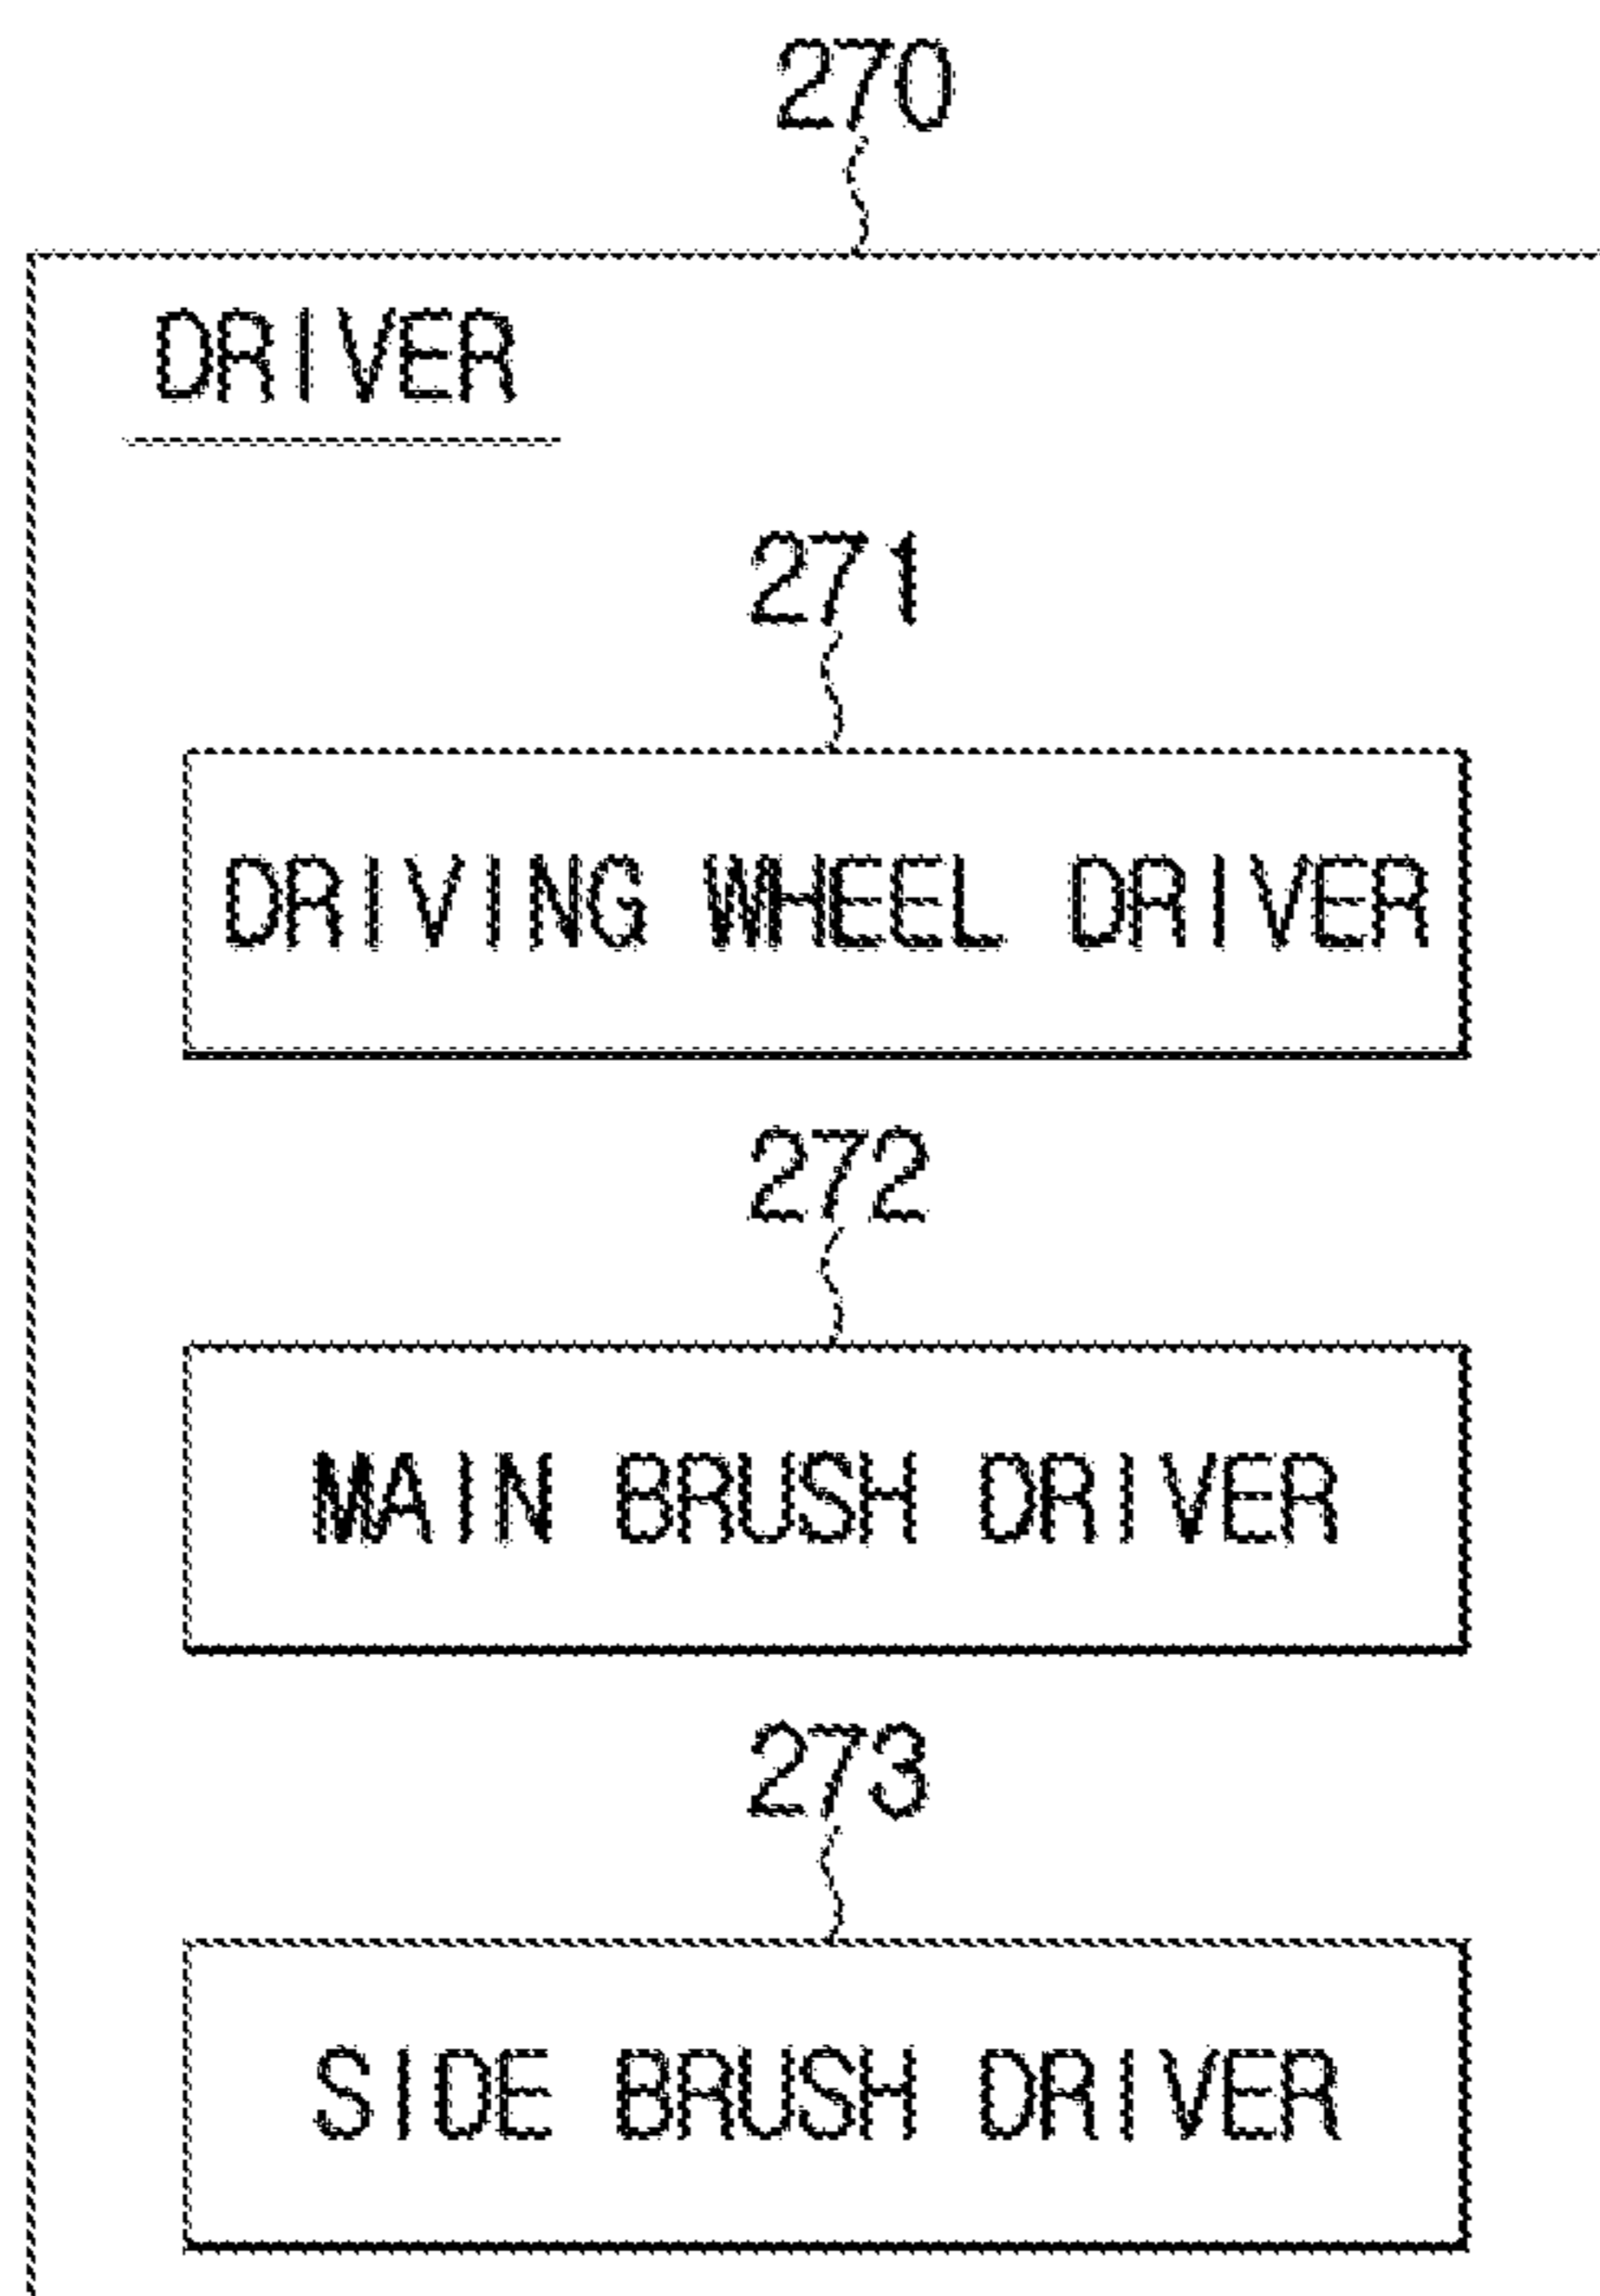 270
DRIVER
271
DRIVING WHEEL DRIVER
272
MAIN BRUSH DRIVER
273
SIDE BRUSH DRIVER